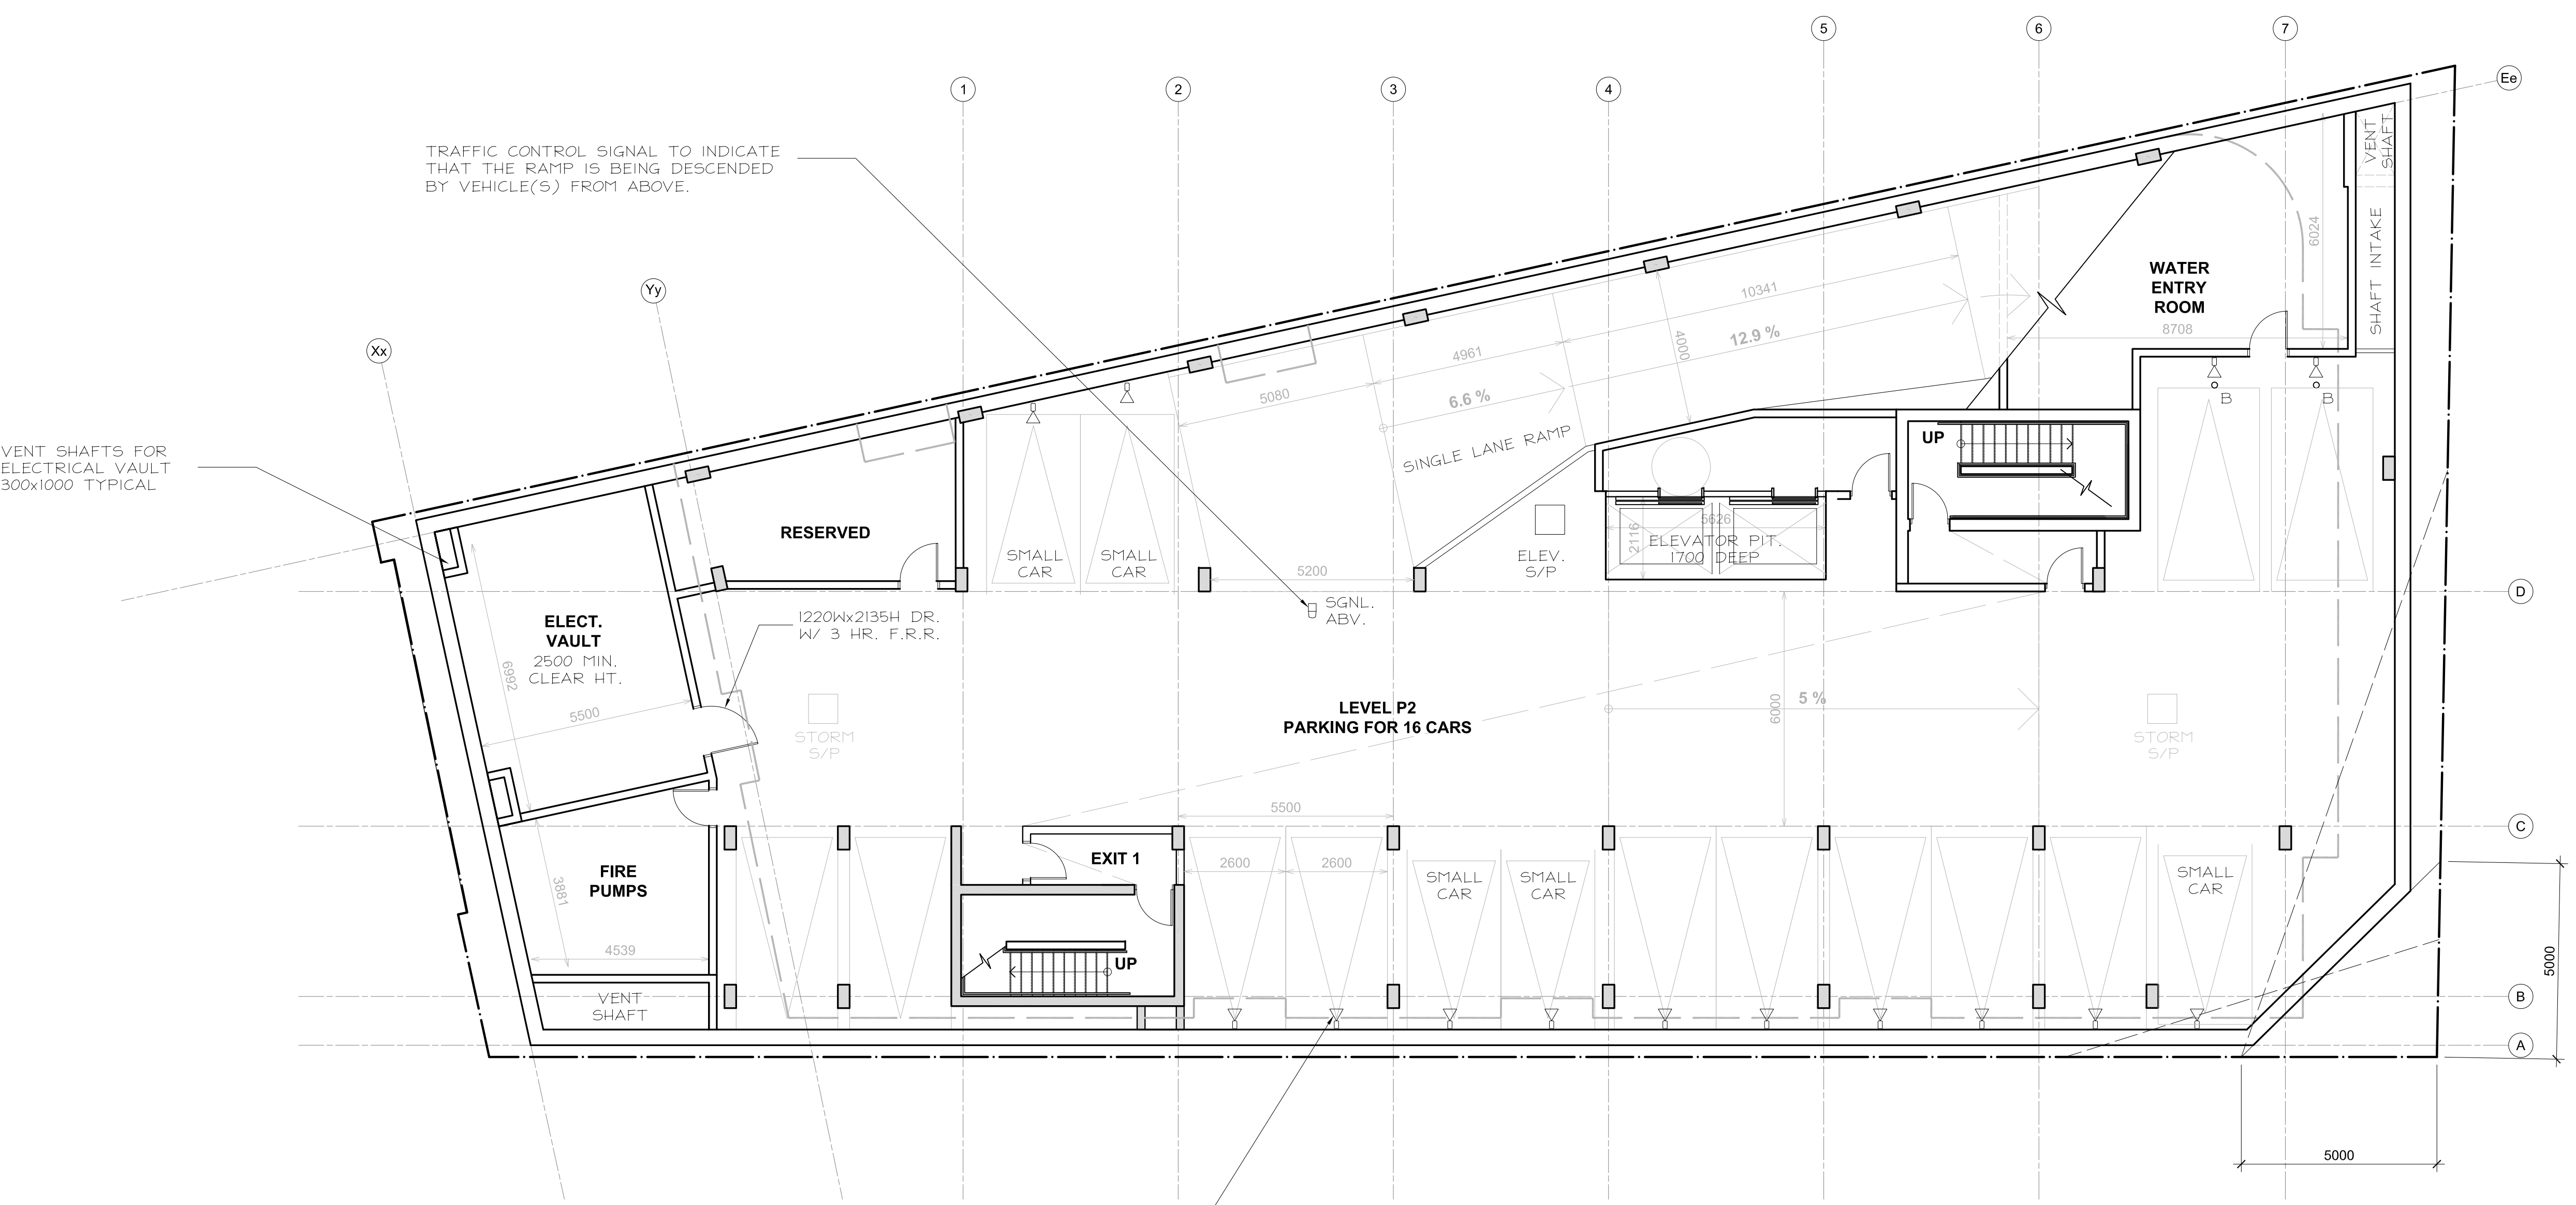 5
6
7
Ee
1
2
3
4
TRAFFIC CONTROL SIGNAL TO INDICATE
THAT THE RAMP IS BEING DESCENDED
BY VEHICLE(S) FROM ABOVE.
VENT
SHAFT
SHAFT INTAKE
6024
WATER
ENTRY
ROOM
8708
Yy
Xx
10341
12.9 %
4961
4000
5080
6.6 %
SINGLE LANE RAMP
B
B
UP
VENT SHAFTS FOR
ELECTRICAL VAULT
300x1000 TYPICAL
RESERVED
SMALL
CAR
SMALL
CAR
5200
ELEV.
S/P
5626
2116
ELEVATOR PIT.
1700 DEEP
D
SGNL.
ABV.
ELECT.
VAULT
2500 MIN.
CLEAR HT.
6992
5500
1220Wx2135H DR.
W/ 3 HR. F.R.R.
STORM
S/P
LEVEL P2
PARKING FOR 16 CARS
6000
5 %
STORM
S/P
5500
C
EXIT 1
2600
2600
SMALL
CAR
SMALL
CAR
SMALL
CAR
FIRE
PUMPS
3881
4539
UP
VENT
SHAFT
B
A
5000
5000